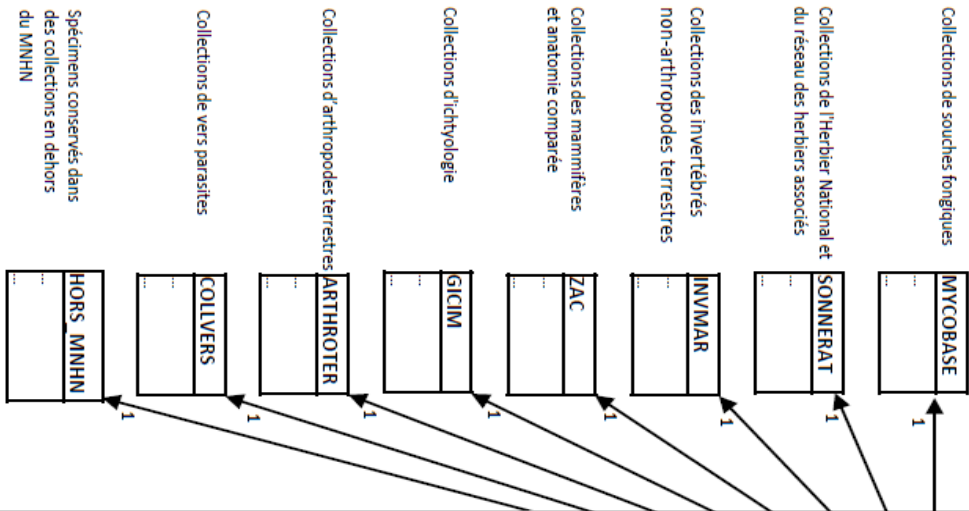 Collections de souches fongiques
MYCOBASE
...
...
1
Collections de l'Herbier National et
du réseau des herbiers associés
SONNERAT
...
...
1
Collections des invertébrés
non-arthropodes terrestres
INVMAR
...
...
1
Collections des mammifères
et anatomie comparée
ZAC
...
...
1
Collections d'ichtyologie
GICIM
...
...
1
Collections d'arthropodes terrestres
ARTHROTER
...
...
1
Collections de vers parasites
COLLVERS
...
...
1
Spécimens conservés dans
des collections en dehors
du MNHN
HORS_MNHN
...
...
1